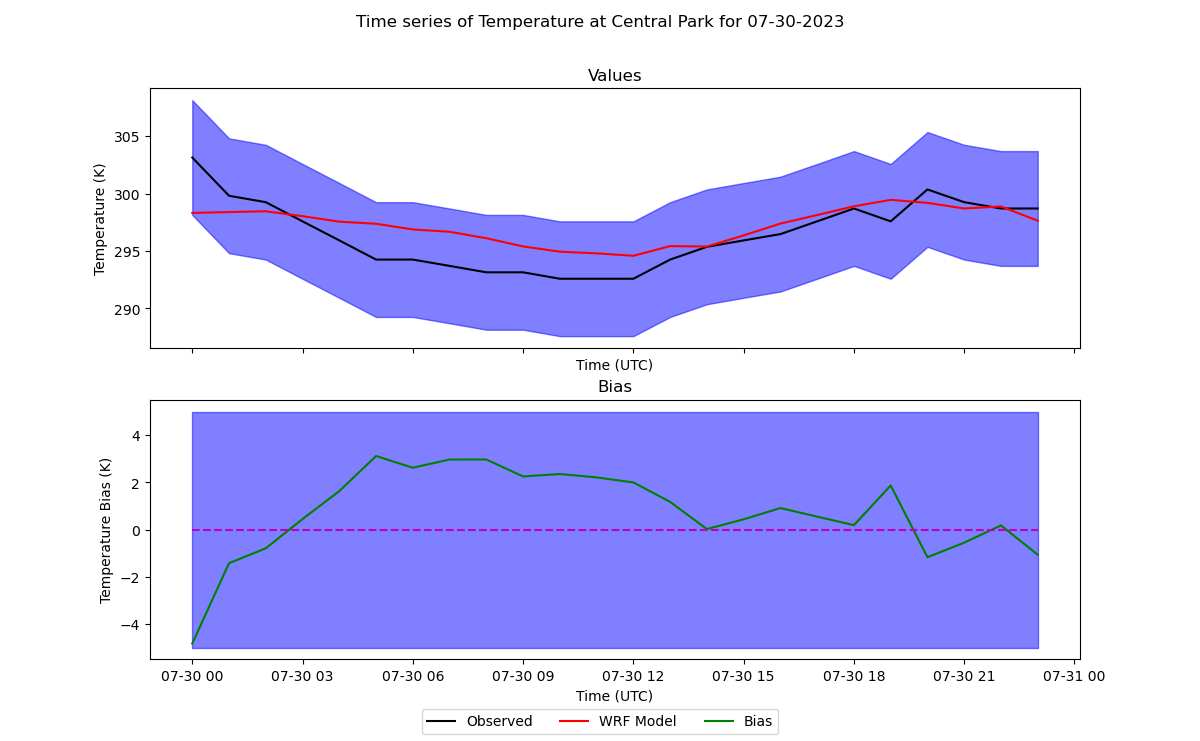 Time series of Temperature at Central Park for 07-30-2023
Values
Temperature (K)
305
300
295
290
Time (UTC)
Bias
Temperature Bias (K)
4
2
0
−2
−4
07-30 00 07-30 03 07-30 06 07-30 09 07-30 12 07-30 15 07-30 18 07-30 21 07-31 00
Time (UTC)
Observed WRF Model Bias